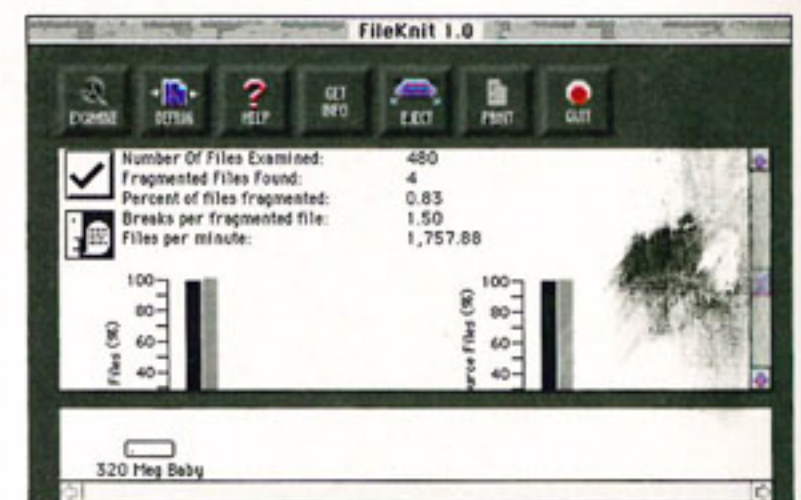 FileKnit 1.0
EXAMINE
DEFRAG
HELP
GET
INFO
EJECT
PRINT
QUIT
Number Of Files Examined: 480
Fragmented Files Found: 4
Percent of files fragmented: 0.83
Breaks per fragmented file: 1.50
Files per minute: 1,757.88
100
80
60
40
Files (%)
100
80
60
40
urce Files (%)
320 Meg Baby